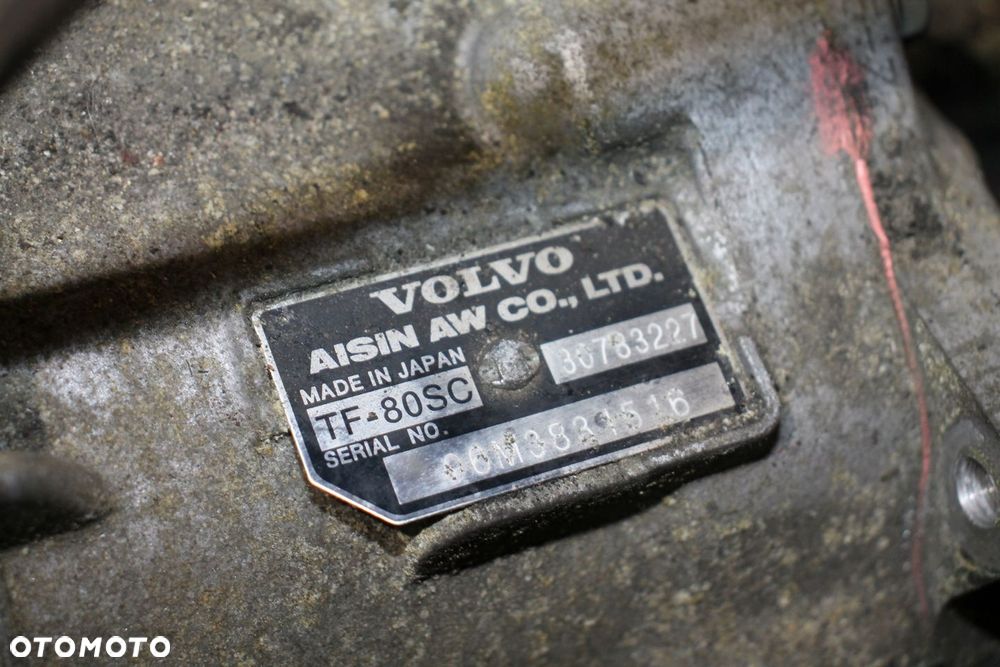 VOLVO
AISIN AW CO., LTD.
MADE IN JAPAN
TF-80SC
30783227
SERIAL NO.
OTOMOTO